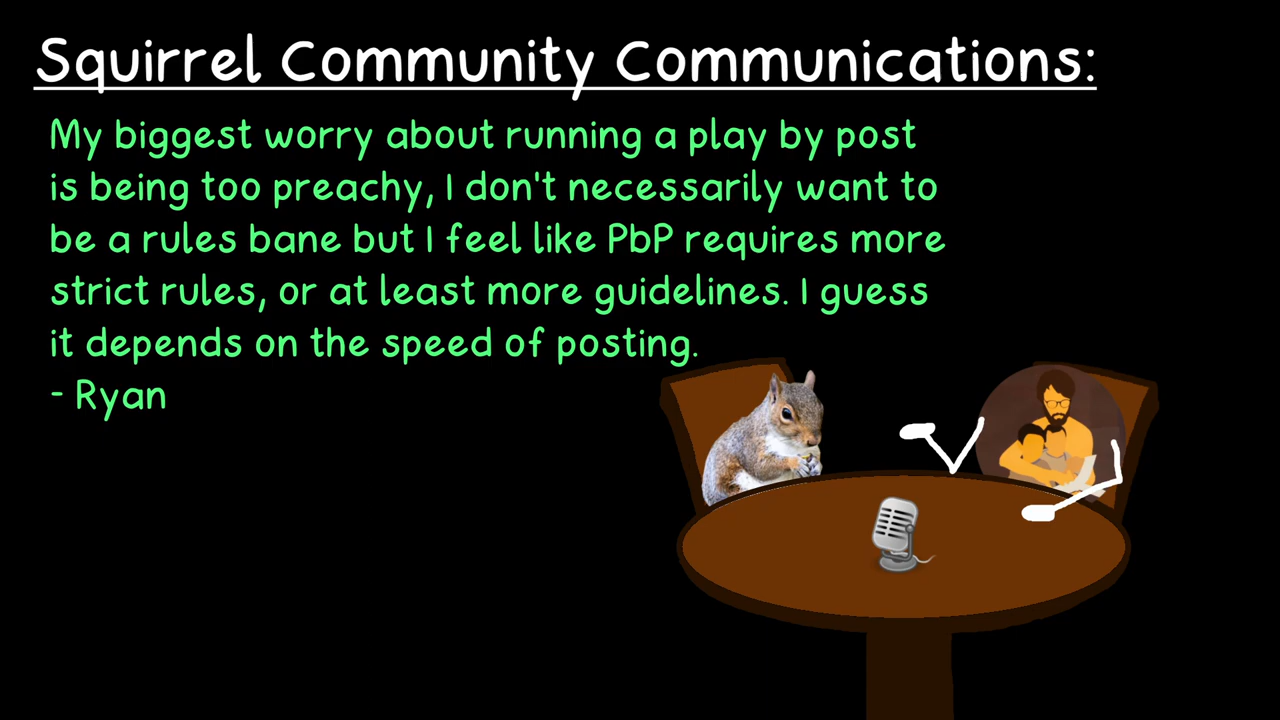 Squirrel Community Communications:
My biggest worry about running a play by post
is being too preachy, I don't necessarily want to
be a rules bane but I feel like PbP requires more
strict rules, or at least more guidelines. I guess
it depends on the speed of posting.
- Ryan